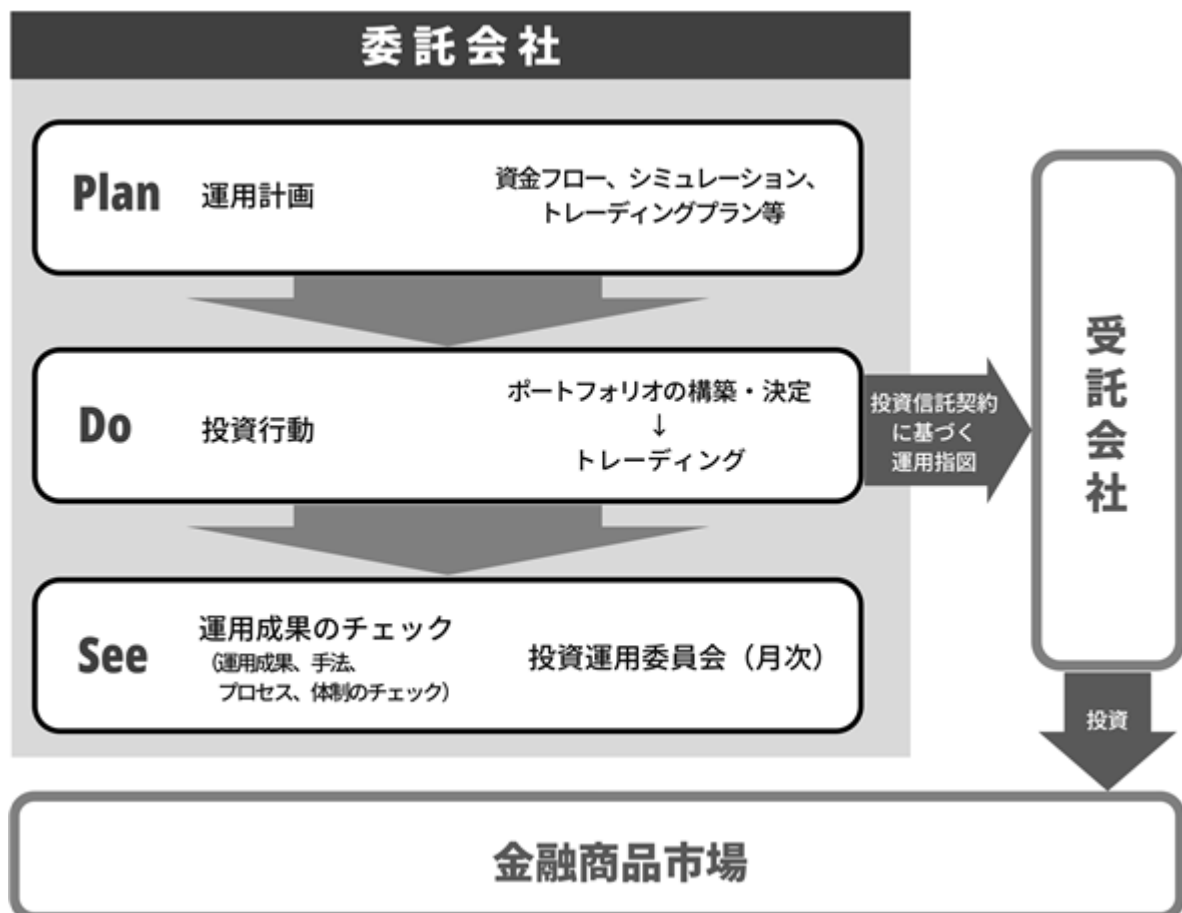 委託会社
Plan 運用計画
資金フロー、シミュレーション、
トレーディングプラン等
Do 投資行動
ポートフォリオの構築・決定
↓
トレーディング
投資信託契約
に基づく
運用指図
See
運用成果のチェック
(運用成果、手法、
プロセス、体制のチェック)
投資運用委員会(月次)
受託会社
投資
金融商品市場